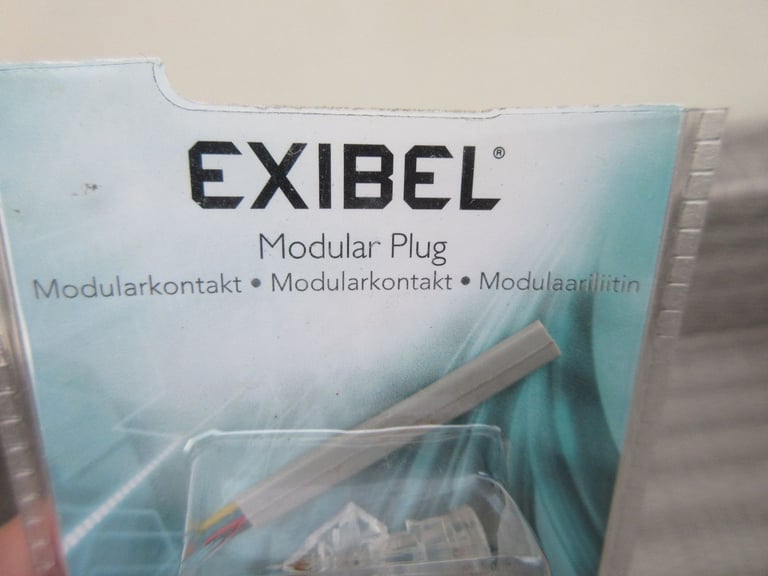 EXIBEL®
Modular Plug
Modularkontakt • Modularkontakt • Modulaariliitin